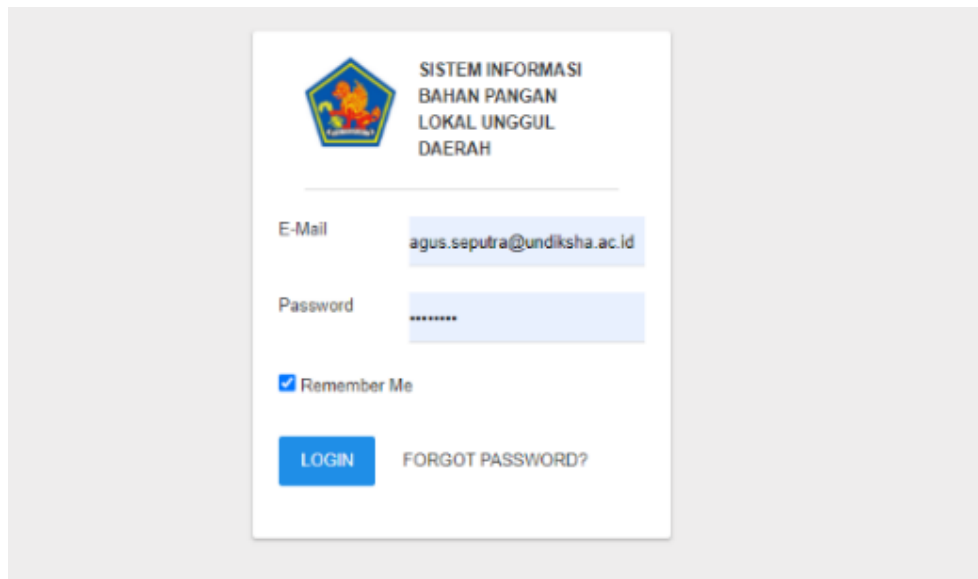 SISTEM INFORMASI
BAHAN PANGAN
LOKAL UNGGUL
DAERAH
E-Mail
agus.seputra@undiksha.ac.id
Password
••••••••
Remember Me
LOGIN
FORGOT PASSWORD?